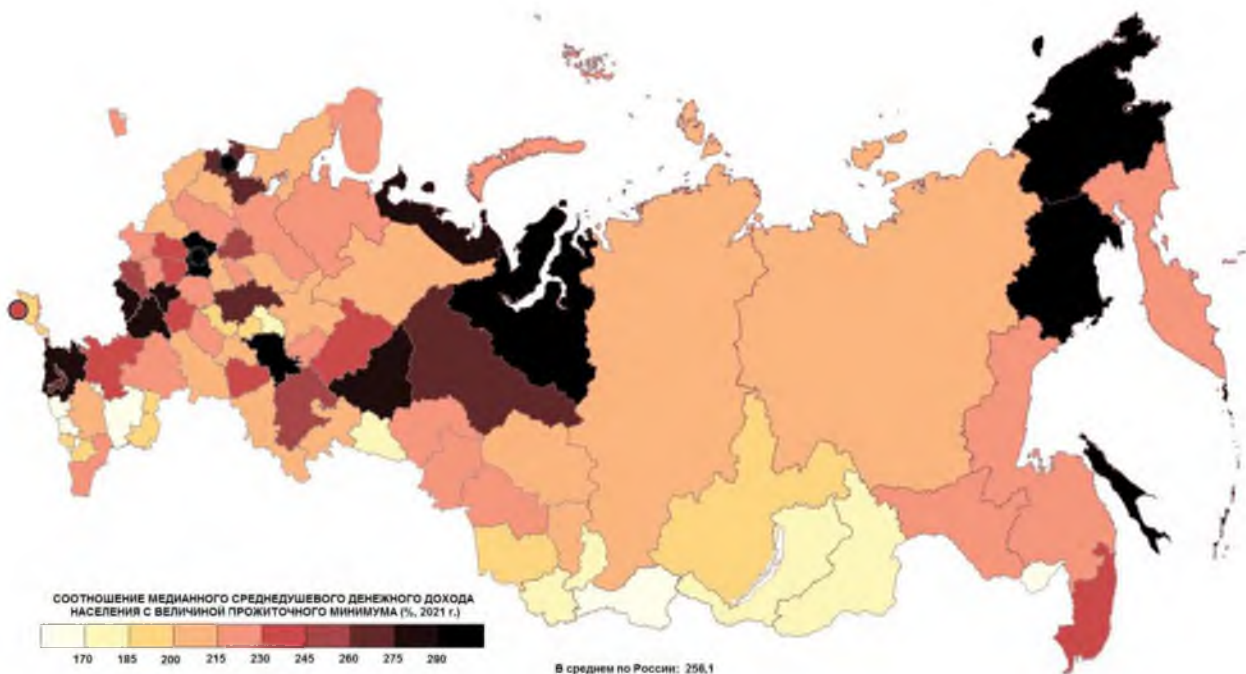 СООТНОШЕНИЕ МЕДИАННОГО СРЕДНЕДУШЕВОГО ДЕНЕЖНОГО ДОХОДА
НАСЕЛЕНИЯ С ВЕЛИЧИНОЙ ПРОЖИТОЧНОГО МИНИМУМА (%, 2021 г.)
170 185 200 215 230 245 260 275 290
В среднем по России: 256,1